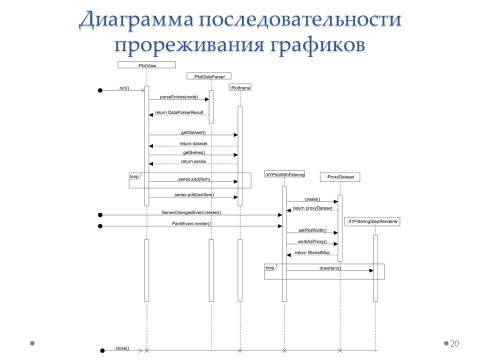 Диаграмма последовательности
прореживания графиков
:PlotView
:PlotDataParser
:Plotframe
run()
parseEntries(node)
return DataParserResult
getDataset()
return dataset
getSeries()
return series
loop
series.add(item)
series.add(lastItem)
:XYPlotWithFiltering
:ProxyDataset
create()
return proxyDataset
SeriesChangedEvent.render()
PaintEvent.render()
:XYFilteringStepRenderer
setPlotWidth()
workAsProxy()
return filteredMap
loop
drawItem()
close()
20